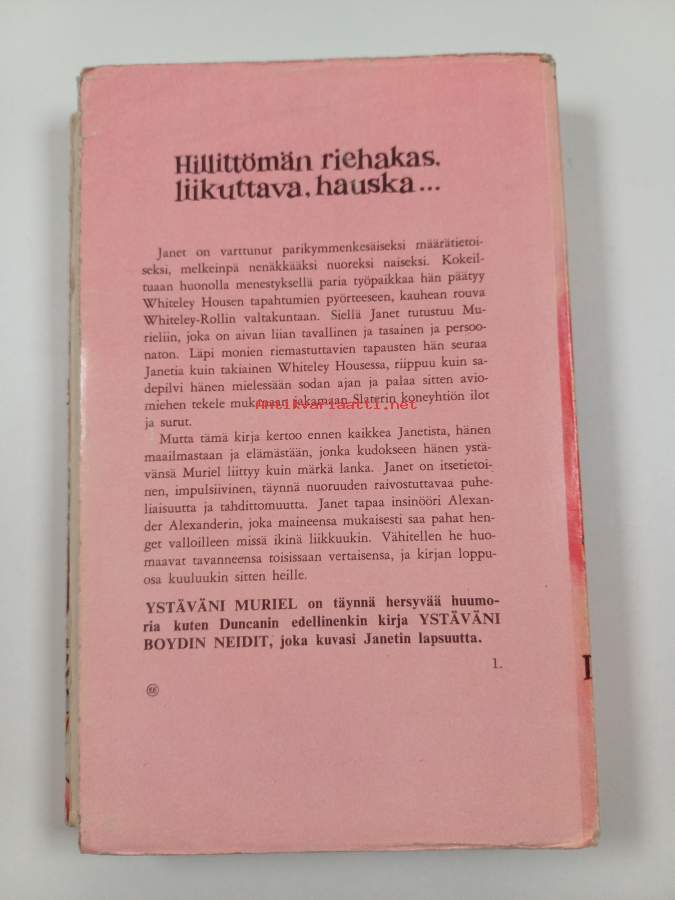 Hillittömän riehakas,
liikuttava, hauska...
Janet on varttunut parikymmenkesäiseksi määrätietoi-
seksi, melkeinpä nenäkkääksi nuoreksi naiseksi. Kokeil-
tuaan huonolla menestyksellä paria työpaikkaa hän päätyy
Whiteley Housen tapahtumien pyörteeseen, kauhean rouva
Whiteley-Rollin valtakuntaan. Siellä Janet tutustuu Mu-
rieliin, joka on aivan liian tavallinen ja tasainen ja persoo-
naton. Läpi monien riemastuttavien tapausten hän seuraa
Janetia kuin takiainen Whiteley Housessa, riippuu kuin sa-
depilvi hänen mielessään sodan ajan ja palaa sitten avio-
miehen tekele mukanaan jakamaan Slaterin koneyhtiön ilot
ja surut.
Antikvariaatti.net
Mutta tämä kirja kertoo ennen kaikkea Janetista, hänen
maailmastaan ja elämästään, jonka kudokseen hänen ystä-
vänsä Muriel liittyy kuin märkä lanka. Janet on itsetietoi-
nen, impulsiivinen, täynnä nuoruuden raivostuttavaa puhe-
liaisuutta ja tahdittomuutta. Janet tapaa insinööri Alexan-
der Alexanderin, joka maineensa mukaisesti saa pahat hen-
get valloilleen missä ikinä liikkuukin. Vähitellen he huo-
maavat tavanneensa toisissaan vertaisensa, ja kirjan loppu-
osa kuuluukin sitten heille.
YSTÄVÄNI MURIEL on täynnä hersyvää huumo-
ria kuten Duncanin edellinenkin kirja YSTÄVÄNI
BOYDIN NEIDIT, joka kuvasi Janetin lapsuutta.
1.